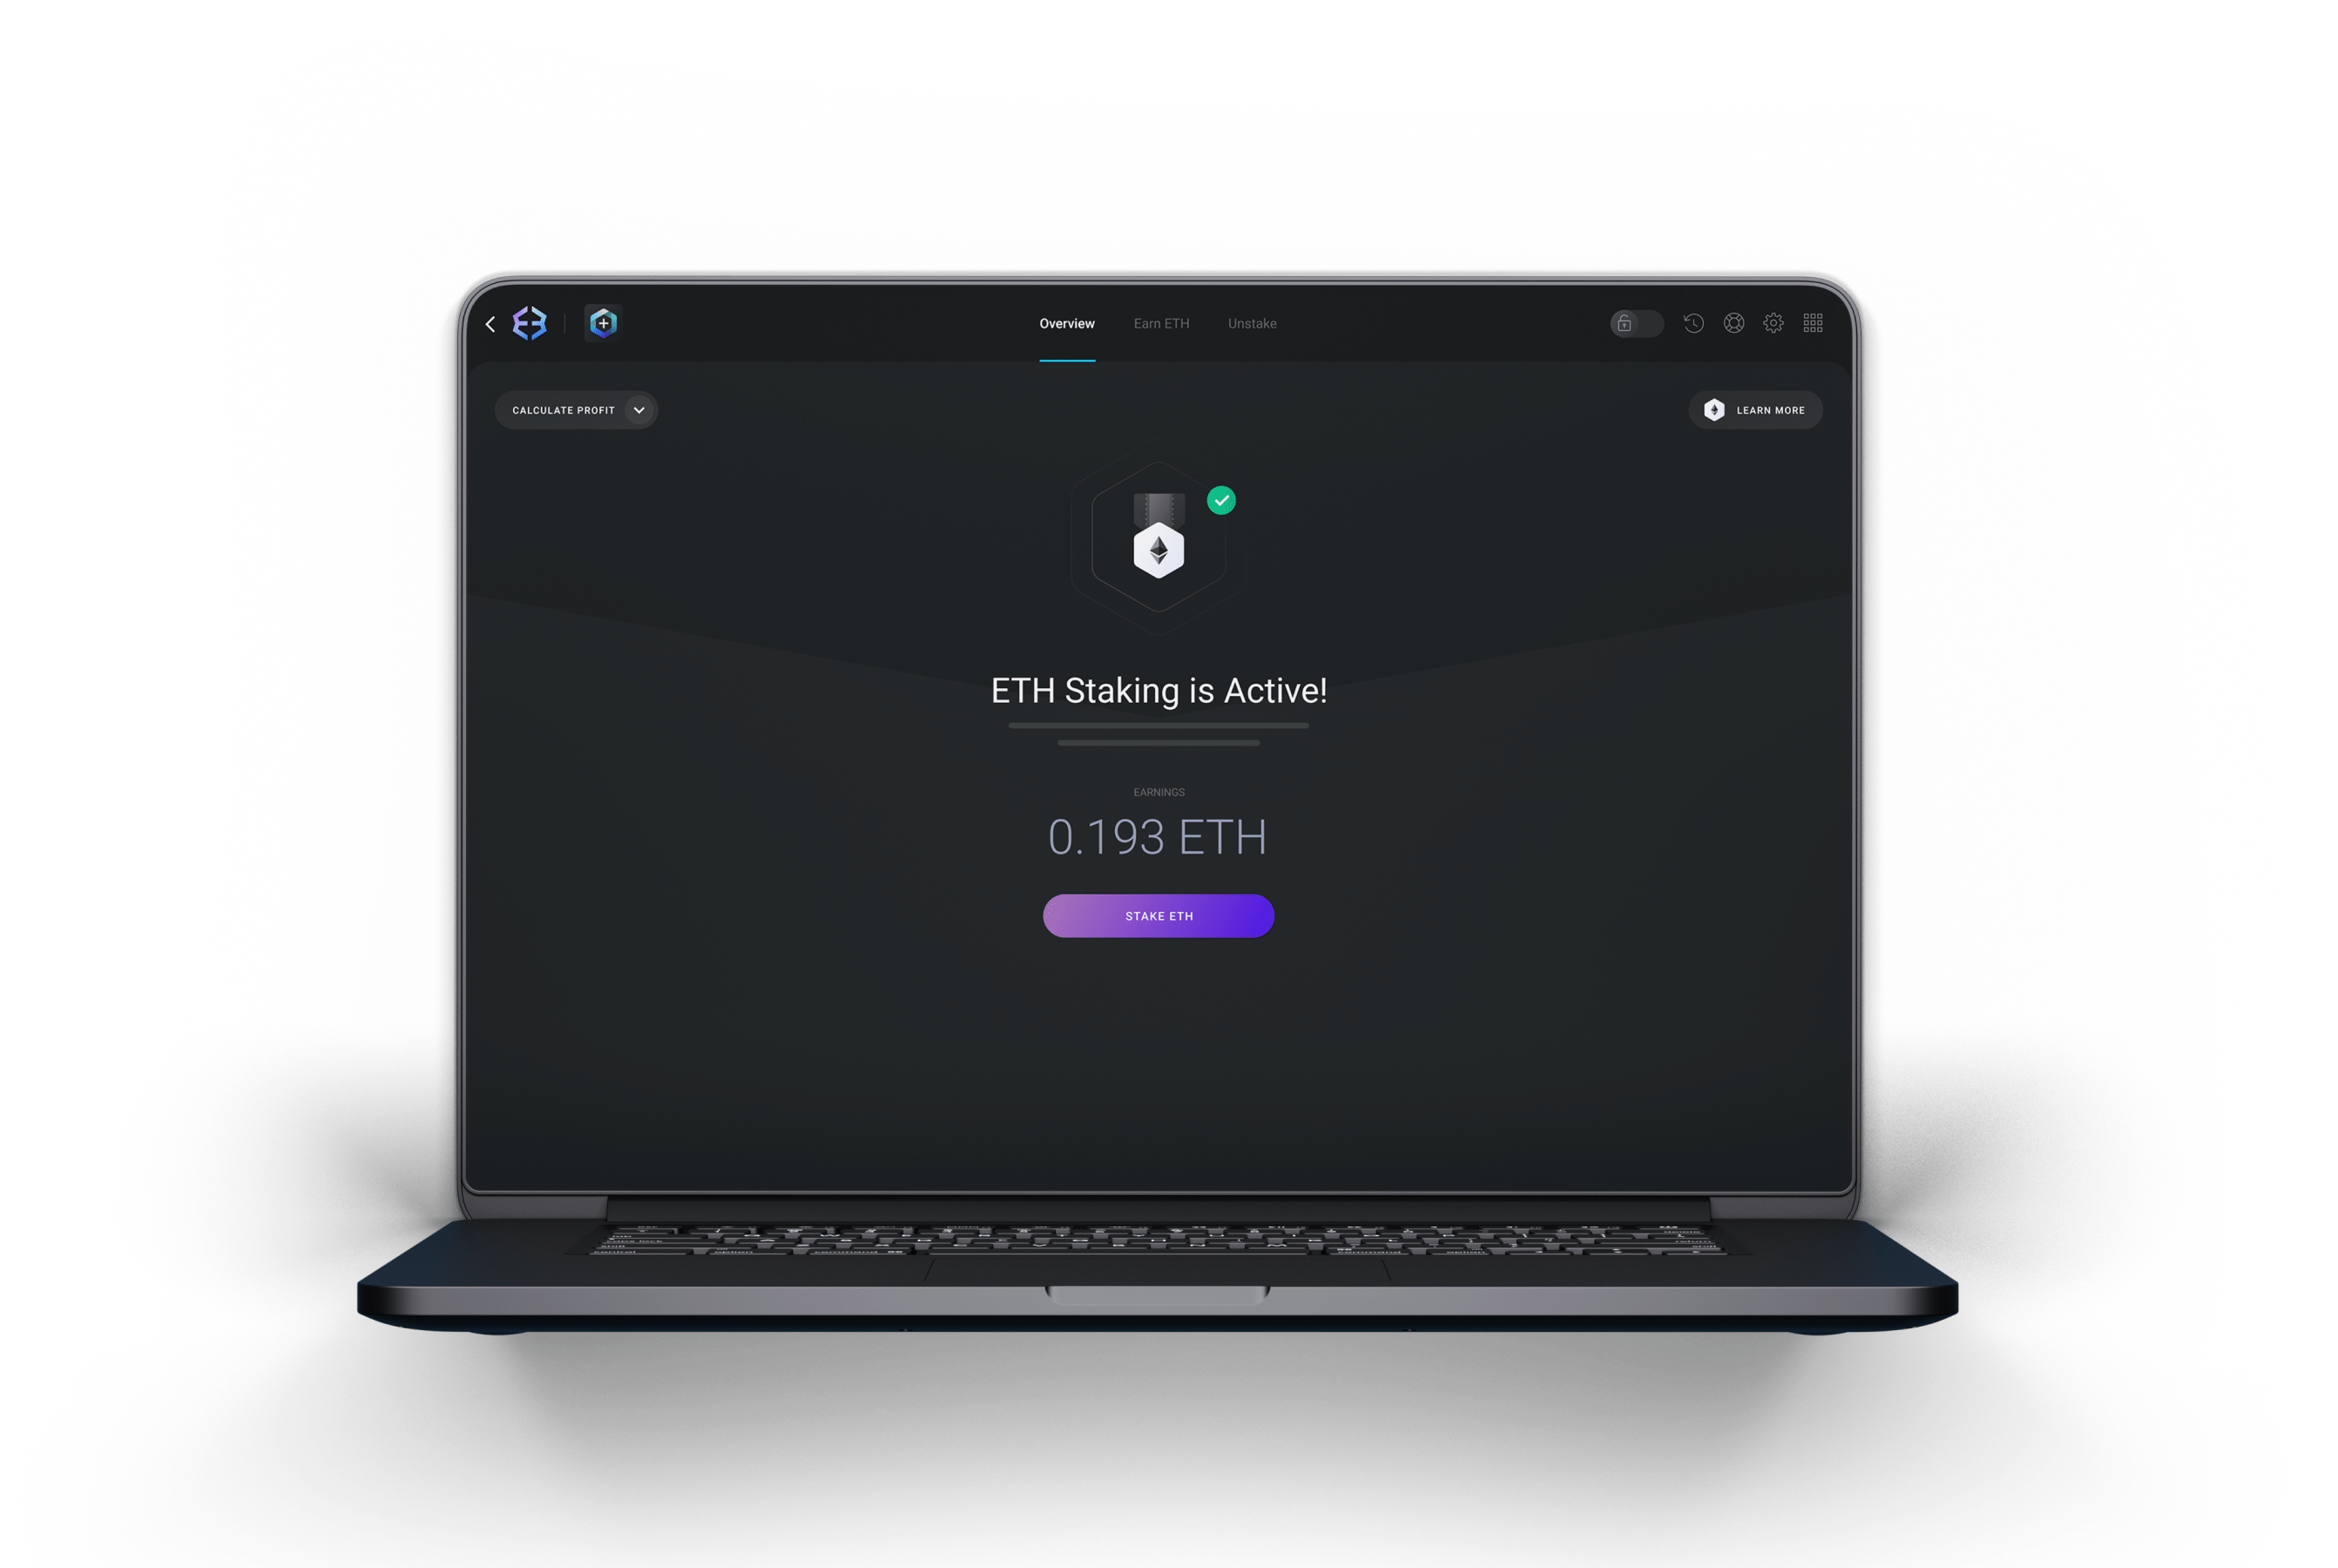 Overview
Earn ETH
Unstake
CALCULATE PROFIT
LEARN MORE
ETH Staking is Active!
EARNINGS
0.193 ETH
STAKE ETH